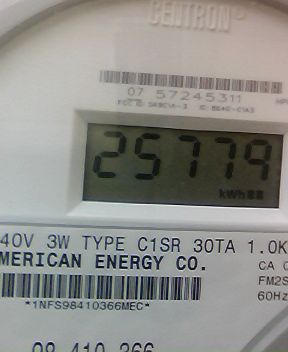 CENTRON®
07 57245311
25779
kWh
40V 3W TYPE C1SR 30TA 1.0K
MERICAN ENERGY CO.
CA 0
FM2S
60Hz
*1NFS98410366MEC*
98 410 366